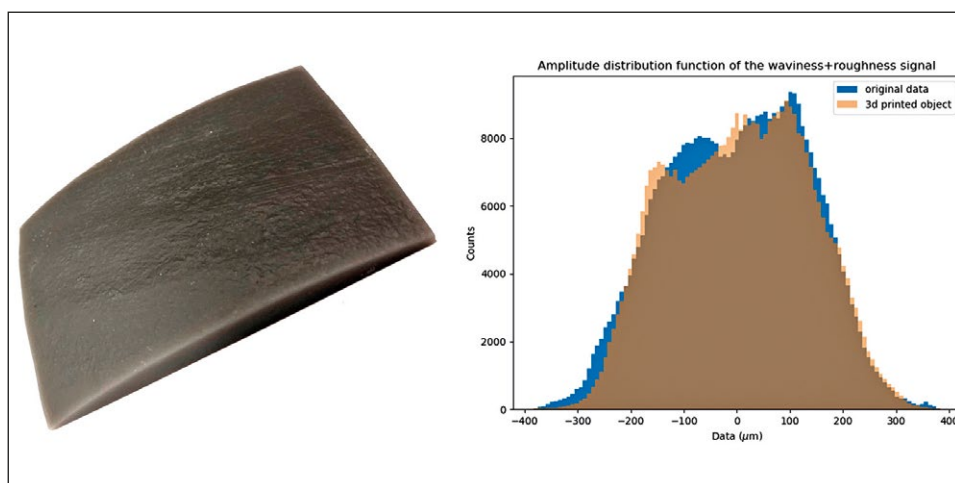 Amplitude distribution function of the waviness+roughness signal
original data
3d printed object
8000
6000
4000
2000
0
Counts
−400
−300
−200
−100
0
100
200
300
Data (μm)